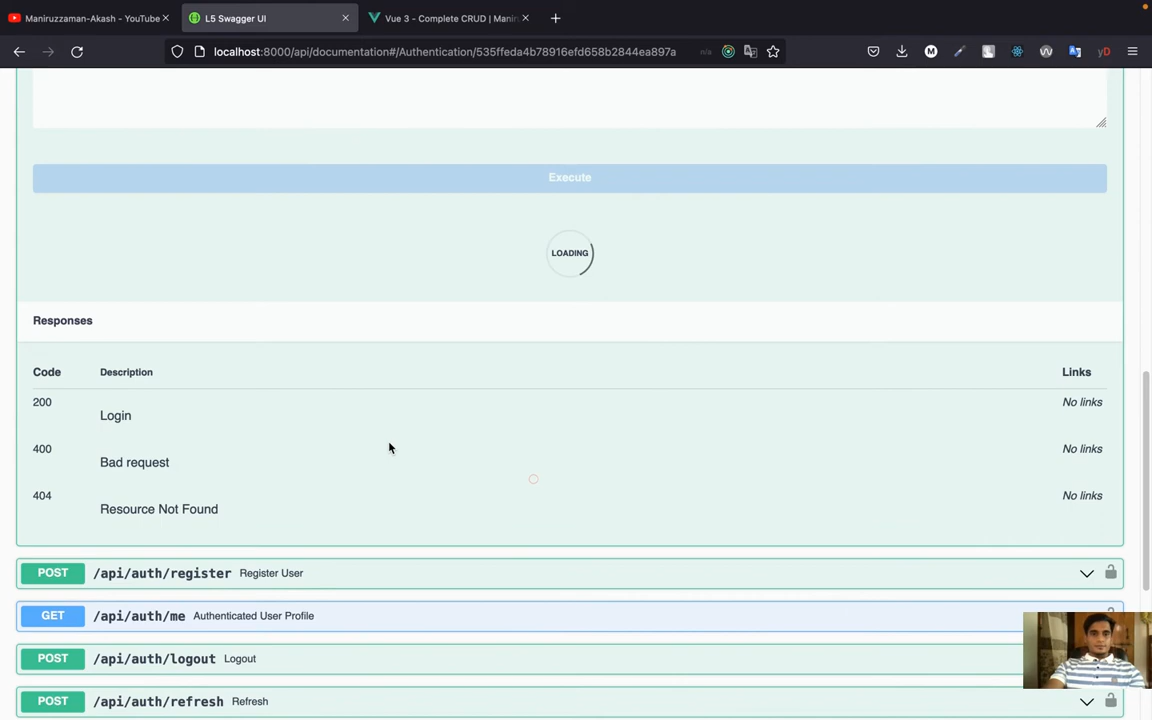 Maniruzzaman-Akash - YouTube
L5 Swagger UI
Vue 3 - Complete CRUD | Manir
localhost:8000/api/documentation#/Authentication/535ffeda4b78916efd658b2844ea897a
M
yD
Execute
LOADING
Responses
Code Description Links
200 Login No links
400 Bad request No links
404 Resource Not Found No links
POST /api/auth/register Register User
GET /api/auth/me Authenticated User Profile
POST /api/auth/logout Logout
POST /api/auth/refresh Refresh